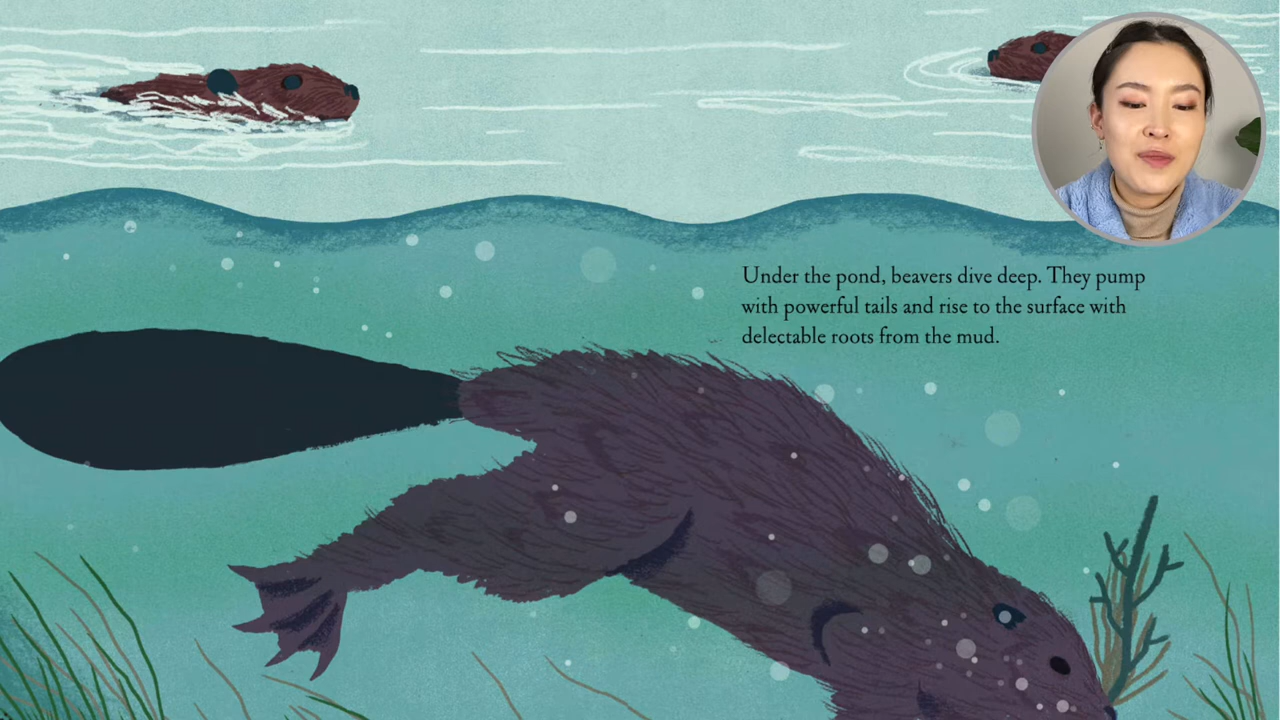 Under the pond, beavers dive deep. They pump
with powerful tails and rise to the surface with
delectable roots from the mud.